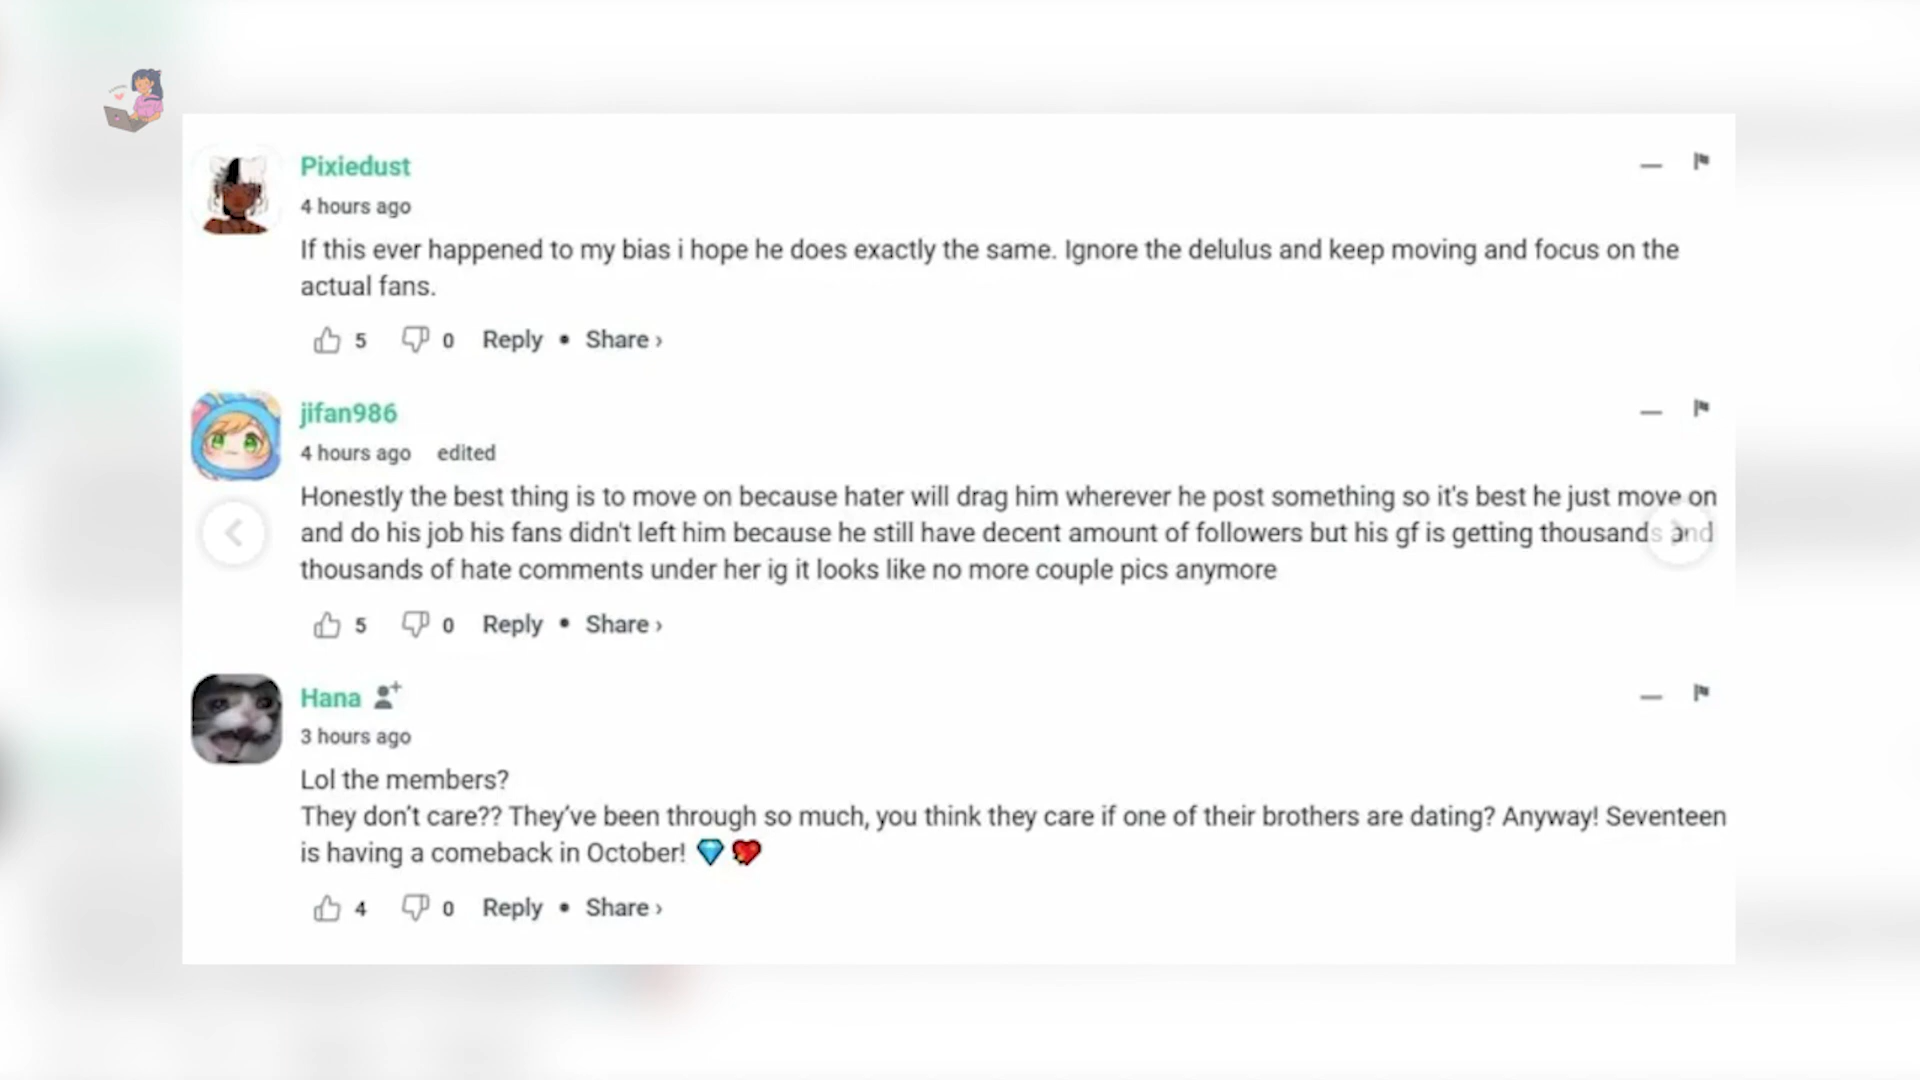 Pixiedust
4 hours ago
If this ever happened to my bias i hope he does exactly the same. Ignore the delulus and keep moving and focus on the
actual fans.
5 0 Reply • Share ›
jifan986
4 hours ago edited
Honestly the best thing is to move on because hater will drag him wherever he post something so it's best he just move on
and do his job his fans didn't left him because he still have decent amount of followers but his gf is getting thousands and
thousands of hate comments under her ig it looks like no more couple pics anymore
5 0 Reply • Share ›
Hana
3 hours ago
Lol the members?
They don't care?? They've been through so much, you think they care if one of their brothers are dating? Anyway! Seventeen
is having a comeback in October! 💎💖
4 0 Reply • Share ›